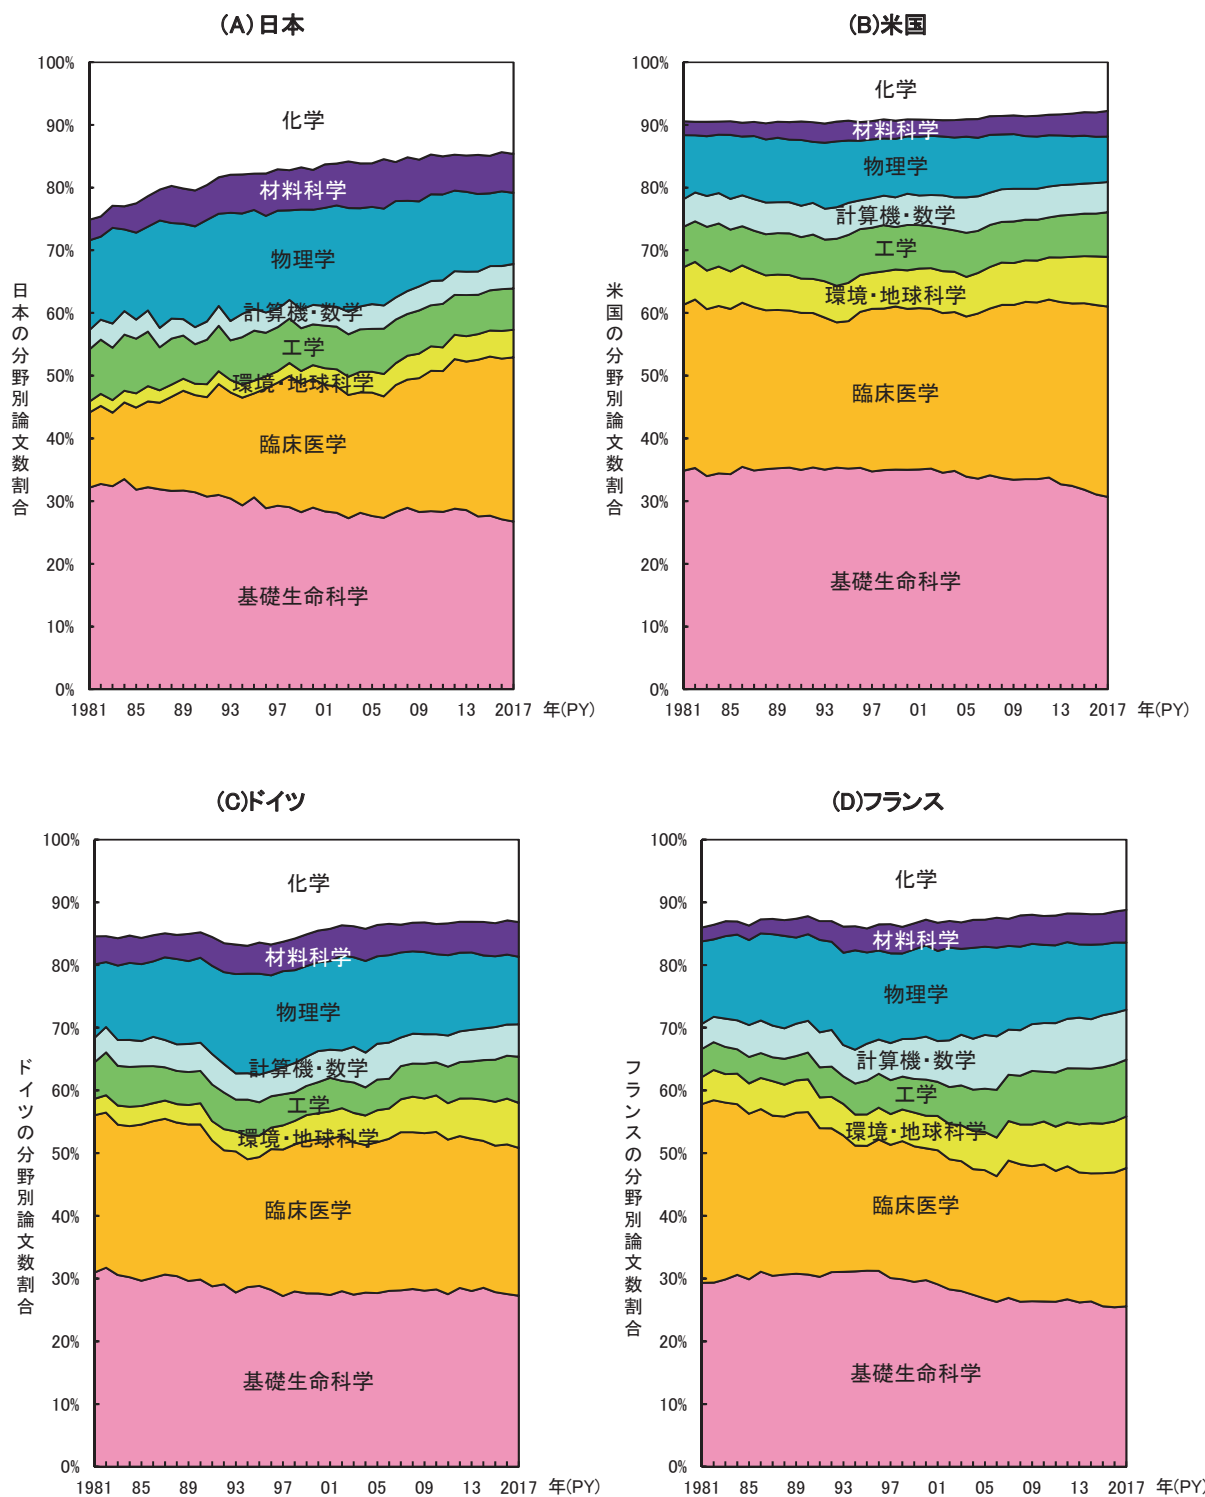 (A)日本
100%
90%
80%
70%
60%
50%
40%
30%
20%
10%
0%
日本の分野別論文数割合
化学
材料科学
物理学
計算機・数学
工学
環境・地球科学
臨床医学
基礎生命科学
1981 85 89 93 97 01 05 09 13 2017 年(PY)
(B)米国
100%
90%
80%
70%
60%
50%
40%
30%
20%
10%
0%
米国の分野別論文数割合
化学
材料科学
物理学
計算機・数学
工学
環境・地球科学
臨床医学
基礎生命科学
1981 85 89 93 97 01 05 09 13 2017 年(PY)
(C)ドイツ
100%
90%
80%
70%
60%
50%
40%
30%
20%
10%
0%
ドイツの分野別論文数割合
化学
材料科学
物理学
計算機・数学
工学
環境・地球科学
臨床医学
基礎生命科学
1981 85 89 93 97 01 05 09 13 2017 年(PY)
(D)フランス
100%
90%
80%
70%
60%
50%
40%
30%
20%
10%
0%
フランスの分野別論文数割合
化学
材料科学
物理学
計算機・数学
工学
環境・地球科学
臨床医学
基礎生命科学
1981 85 89 93 97 01 05 09 13 2017 年(PY)